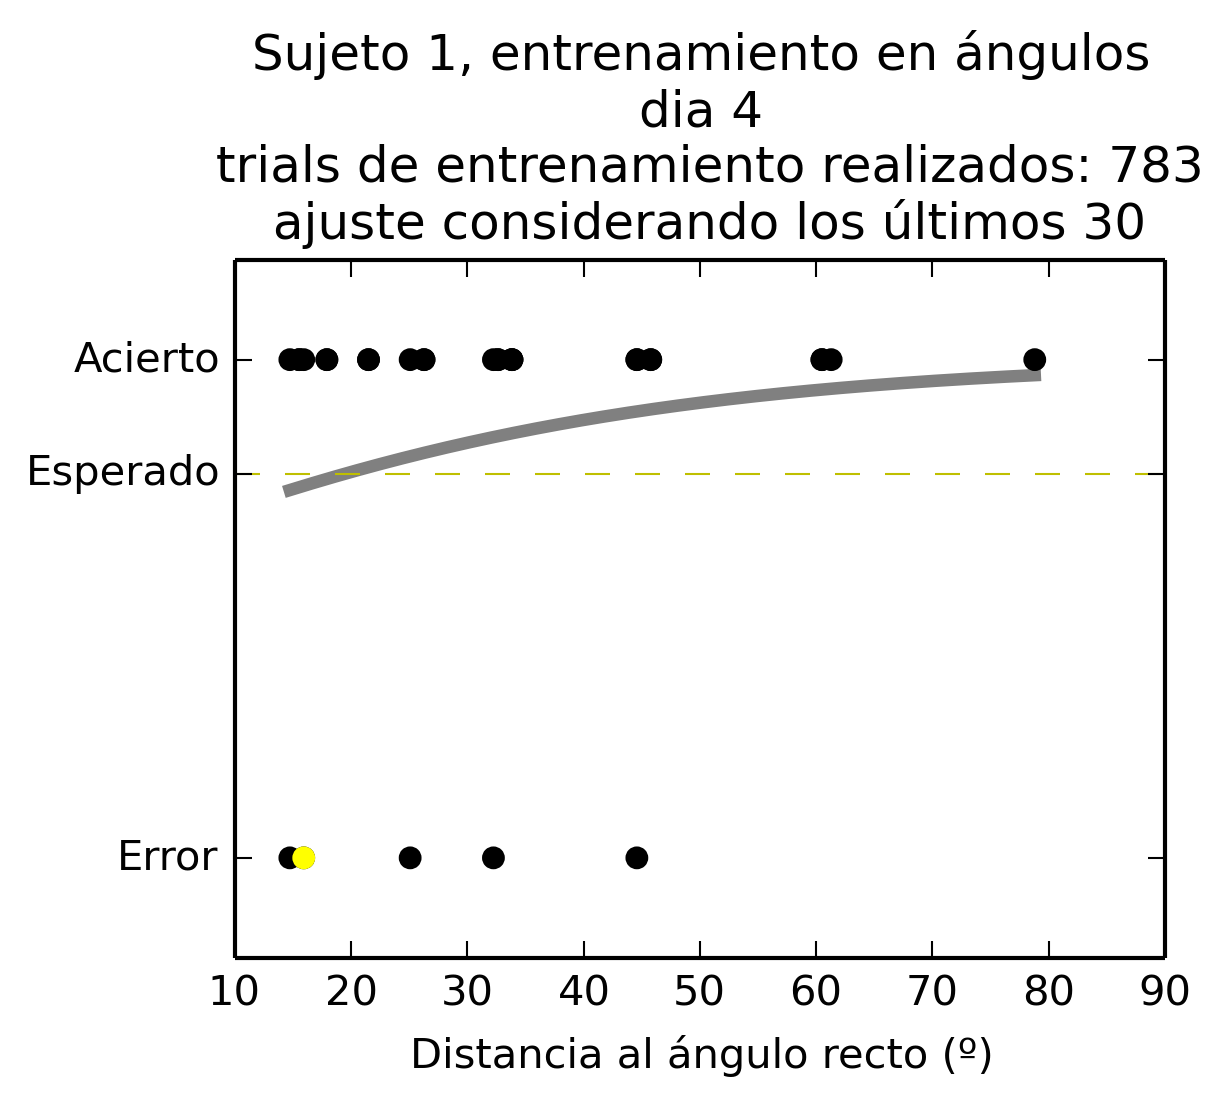 Sujeto 1, entrenamiento en ángulos
dia 4
trials de entrenamiento realizados: 783
ajuste considerando los últimos 30
Acierto
Esperado
Error
10 20 30 40 50 60 70 80 90
Distancia al ángulo recto (º)